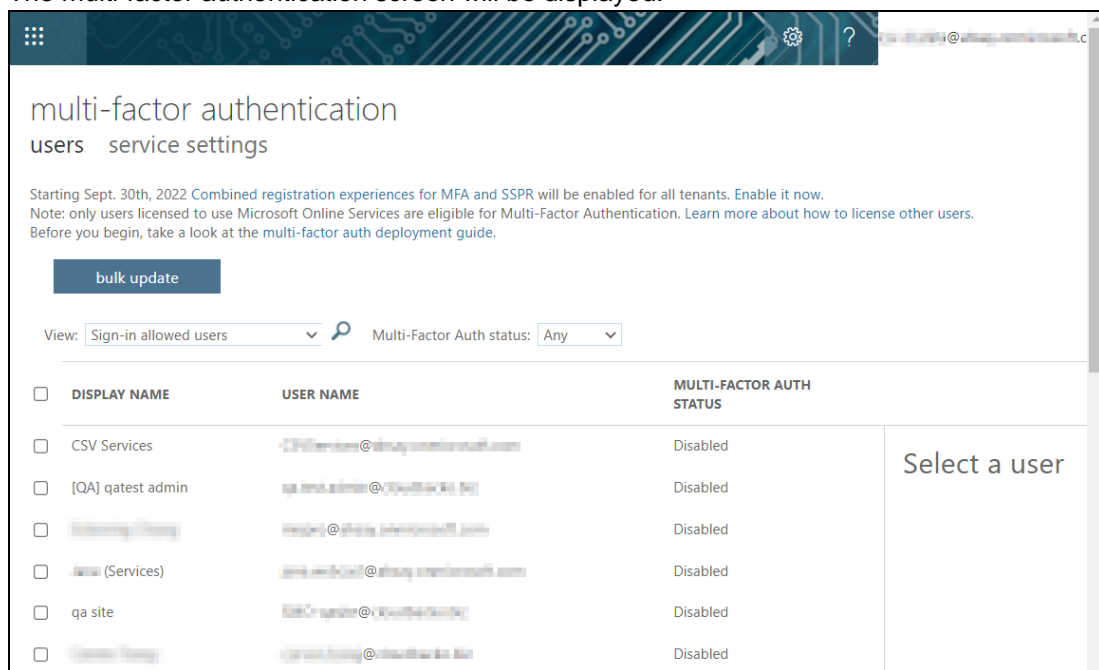 The multi-factor authentication screen will be displayed.
?
@ .c
multi-factor authentication
users service settings
Starting Sept. 30th, 2022 Combined registration experiences for MFA and SSPR will be enabled for all tenants. Enable it now.
Note: only users licensed to use Microsoft Online Services are eligible for Multi-Factor Authentication. Learn more about how to license other users.
Before you begin, take a look at the multi-factor auth deployment guide.
bulk update
View: Sign-in allowed users Multi-Factor Auth status: Any
DISPLAY NAME USER NAME MULTI-FACTOR AUTH
STATUS
CSV Services @ Disabled
Select a user
[QA] qatest admin @ Disabled
@ Disabled
(Services) @ Disabled
qa site @ Disabled
@ Disabled